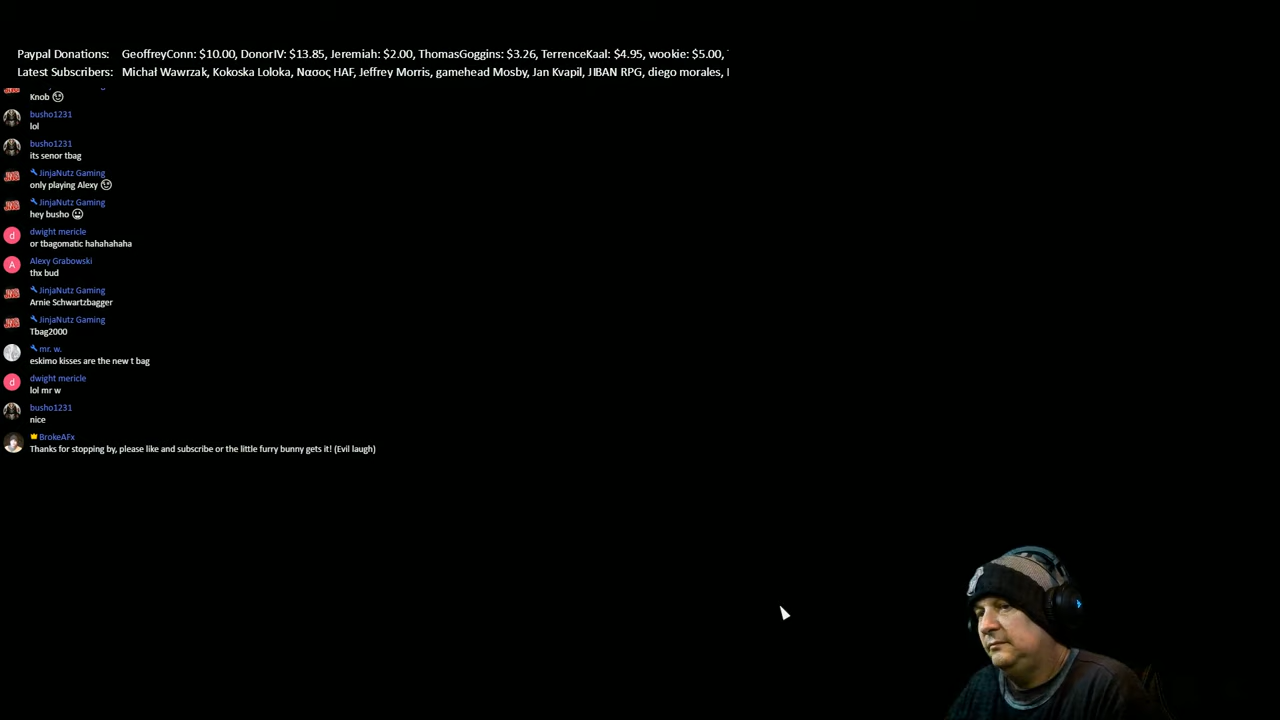 Paypal Donations: GeoffreyConn: $10.00, DonorIV: $13.85, Jeremiah: $2.00, ThomasGoggins: $3.26, TerrenceKaal: $4.95, wookie: $5.00,
Latest Subscribers: Michał Wawrzak, Kokoska Loloka, Νασος HAF, Jeffrey Morris, gamehead Mosby, Jan Kvapil, JIBAN RPG, diego morales,
Knob 😉
busho1231
lol
busho1231
its senor tbag
JinjaNutz Gaming
only playing Alexy 😉
JinjaNutz Gaming
hey busho 😀
dwight mericle
or tbagomatic hahahahaha
Alexy Grabowski
thx bud
JinjaNutz Gaming
Arnie Schwartzbagger
JinjaNutz Gaming
Tbag2000
mr. w.
eskimo kisses are the new t bag
dwight mericle
lol mr w
busho1231
nice
BrokeAFx
Thanks for stopping by, please like and subscribe or the little furry bunny gets it! (Evil laugh)